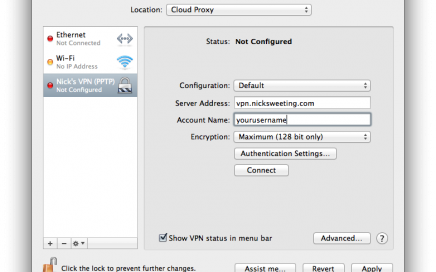 Location: Cloud Proxy
Ethernet
Not Connected
Wi-Fi
No IP Address
Nick's VPN (PPTP)
Not Configured
Status: Not Configured
Configuration: Default
Server Address: vpn.nicksweeting.com
Account Name: yourusername
Encryption: Maximum (128 bit only)
Authentication Settings...
Connect
Show VPN status in menu bar
Advanced...
?
Click the lock to prevent further changes.
Assist me...
Revert
Apply